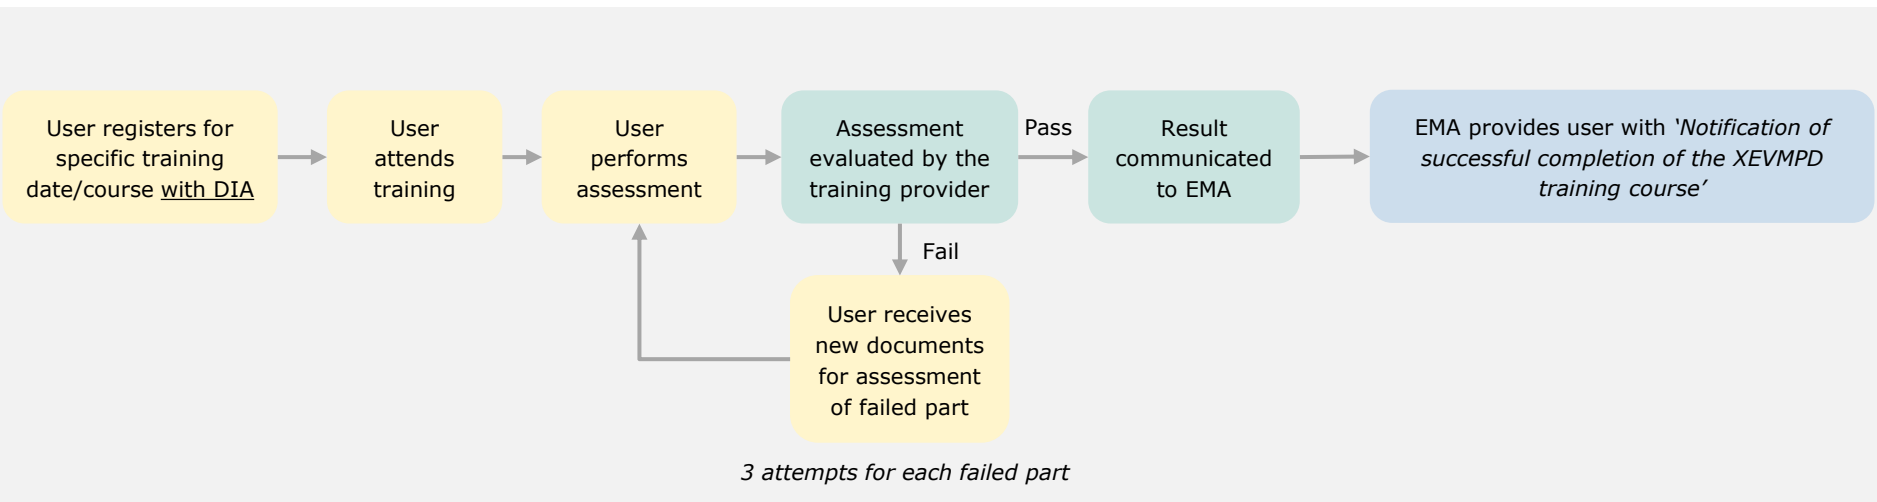 User registers for
specific training
date/course with DIA
User
attends
training
User
performs
assessment
Assessment
evaluated by the
training provider
Pass
Result
communicated
to EMA
EMA provides user with ‘Notification of
successful completion of the XEVMPD
training course’
Fail
User receives
new documents
for assessment
of failed part
3 attempts for each failed part